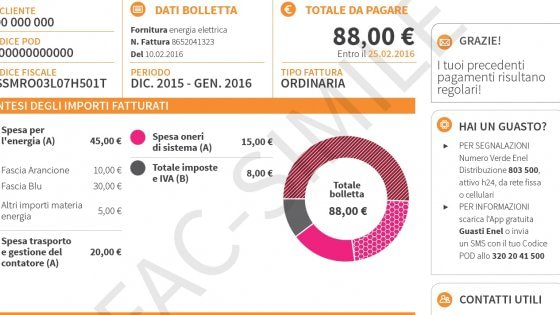 CLIENTE
00 000 000
DICE POD
00000000000
DICE FISCALE
SSMRO03L07H501T
DATI BOLLETTA
Fornitura energia elettrica
N. Fattura 8652041323
Del 10.02.2016
PERIODO
DIC. 2015 - GEN. 2016
TOTALE DA PAGARE
88,00 €
Entro il 25.02.2016
TIPO FATTURA
ORDINARIA
NTESI DEGLI IMPORTI FATTURATI
Spesa per
l'energia (A) 45,00 €
Fascia Arancione 10,00 €
Fascia Blu 30,00 €
Altri importi materia
energia 5,00 €
Spesa trasporto
e gestione del
contatore (A) 20,00 €
Spesa oneri
di sistema (A) 15,00 €
Totale imposte
e IVA (B) 8,00 €
Totale
bolletta
88,00 €
GRAZIE!
I tuoi precedenti
pagamenti risultano
regolari!
HAI UN GUASTO?
► PER SEGNALAZIONI
Numero Verde Enel
Distribuzione 803 500,
attivo h24, da rete fissa
o cellulari
► PER INFORMAZIONI
scarica l'App gratuita
Guasti Enel o invia
un SMS con il tuo Codice
POD allo 320 20 41 500
CONTATTI UTILI
FAC-SIMILE